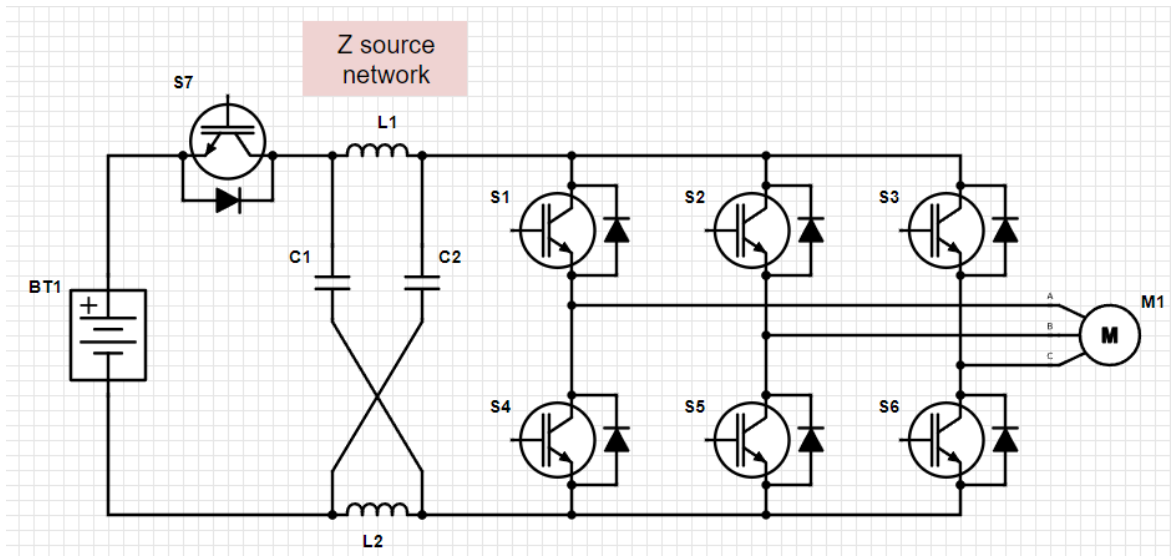 Z source
network
S7
L1
S1
S2
S3
C1
C2
BT1
+
A
M1
B
M
C
S4
S5
S6
L2